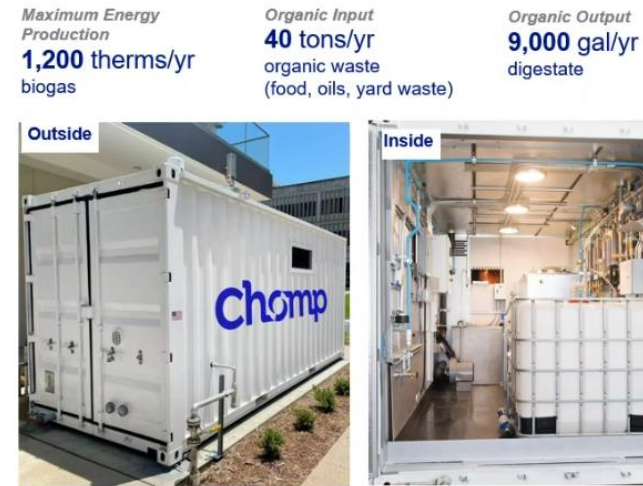 Maximum Energy
Production
1,200 therms/yr
biogas
Organic Input
40 tons/yr
organic waste
(food, oils, yard waste)
Organic Output
9,000 gal/yr
digestate
Outside
Chomp
Inside